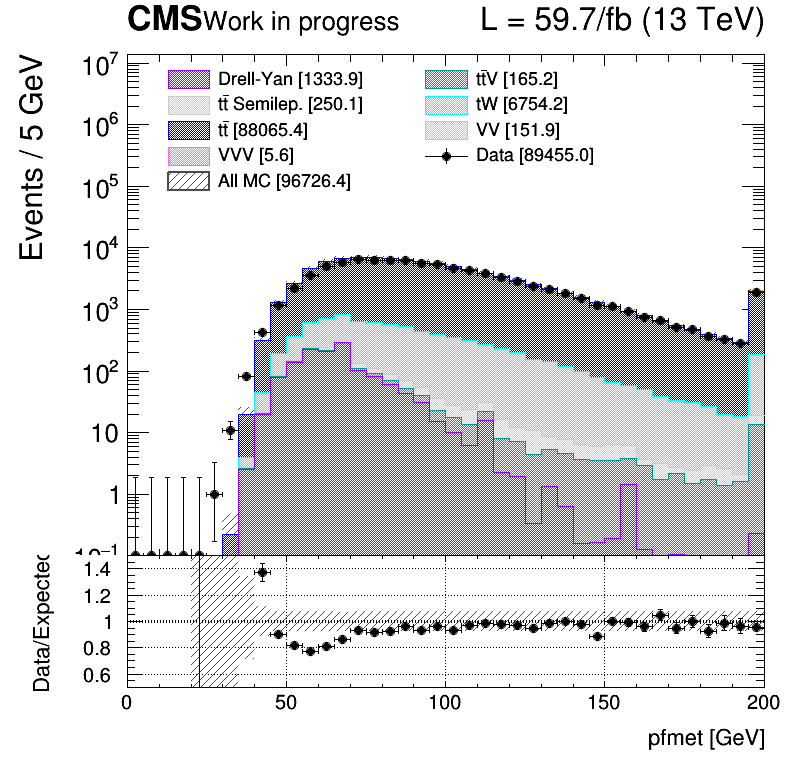 CMS Work in progress L = 59.7/fb (13 TeV)
Events / 5 GeV
10⁷
10⁶
10⁵
10⁴
10³
10²
10
1
10⁻¹
Drell-Yan [1333.9]
tt̄ Semilep. [250.1]
tt̄ [88065.4]
VVV [5.6]
All MC [96726.4]
tt̄V [165.2]
tW [6754.2]
VV [151.9]
Data [89455.0]
Data/Expected
1.4
1.2
1
0.8
0.6
0 50 100 150 200
pfmet [GeV]